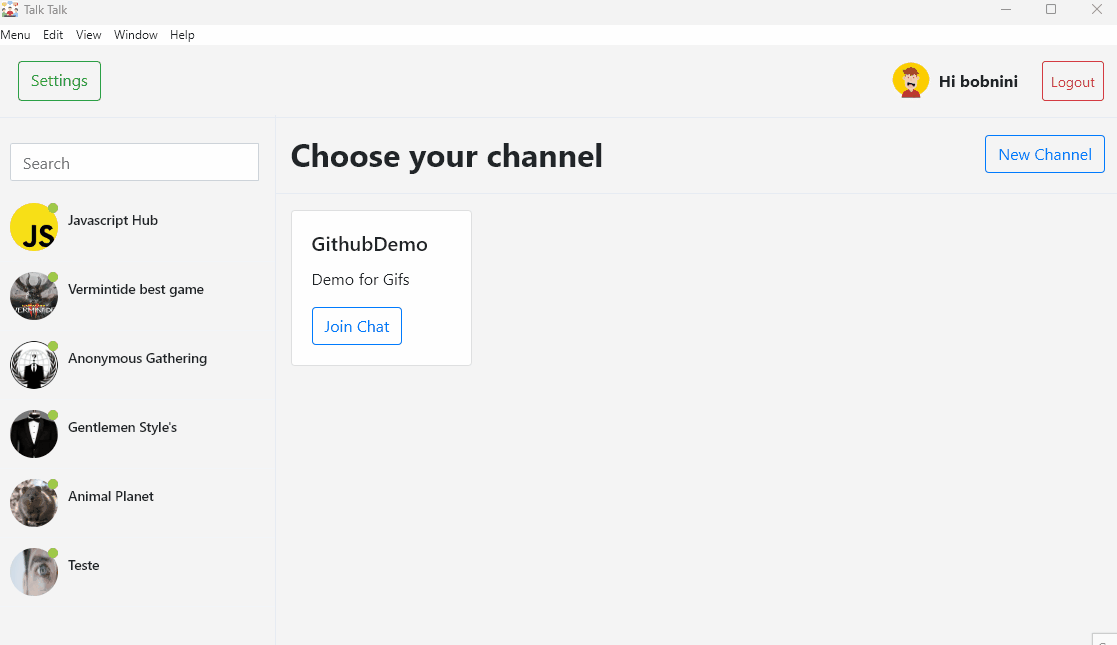 Talk Talk
Menu Edit View Window Help
Settings
Hi bobnini
Logout
Search
Javascript Hub
JS
Vermintide best game
VERMINTIDE
Anonymous Gathering
?
Gentlemen Style's
Animal Planet
Teste
Choose your channel
New Channel
GithubDemo
Demo for Gifs
Join Chat